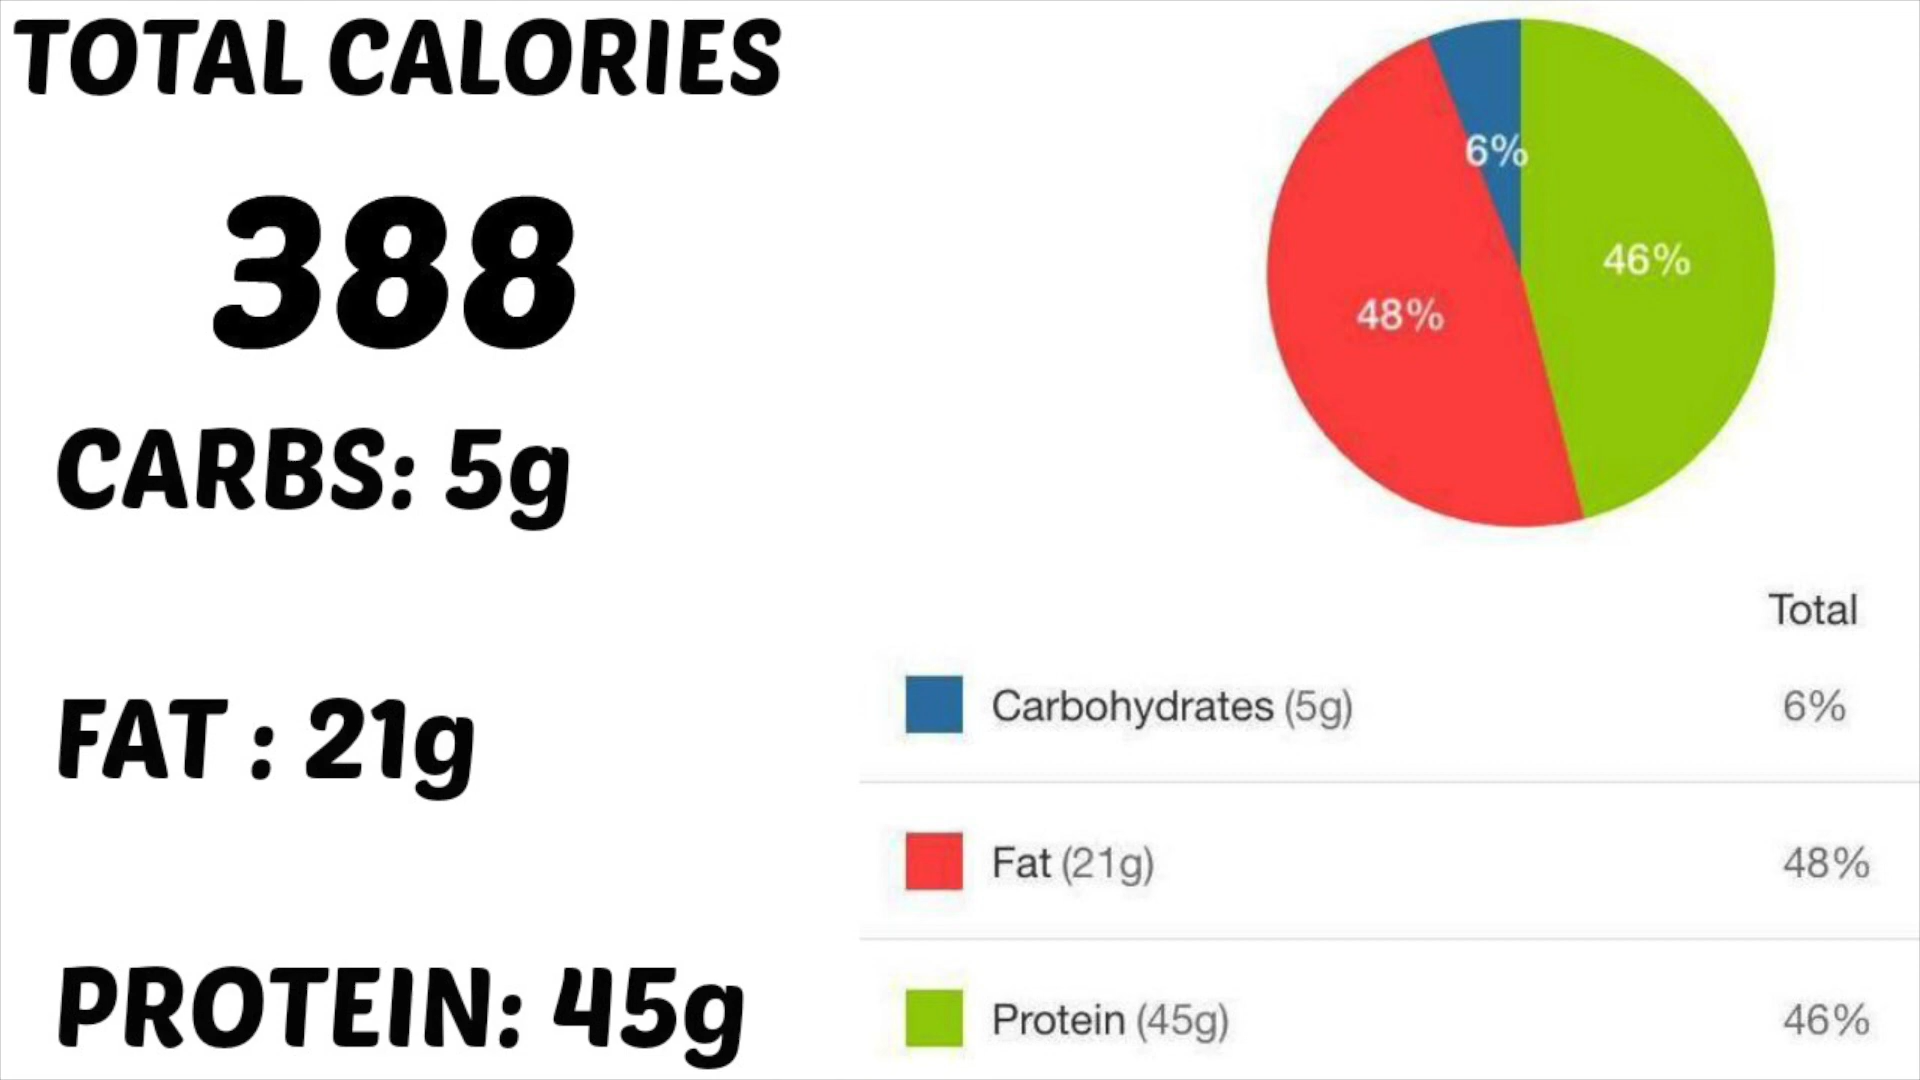 TOTAL CALORIES
388
CARBS: 5g
FAT : 21g
PROTEIN: 45g
6%
46%
48%
Total
Carbohydrates (5g) 6%
Fat (21g) 48%
Protein (45g) 46%